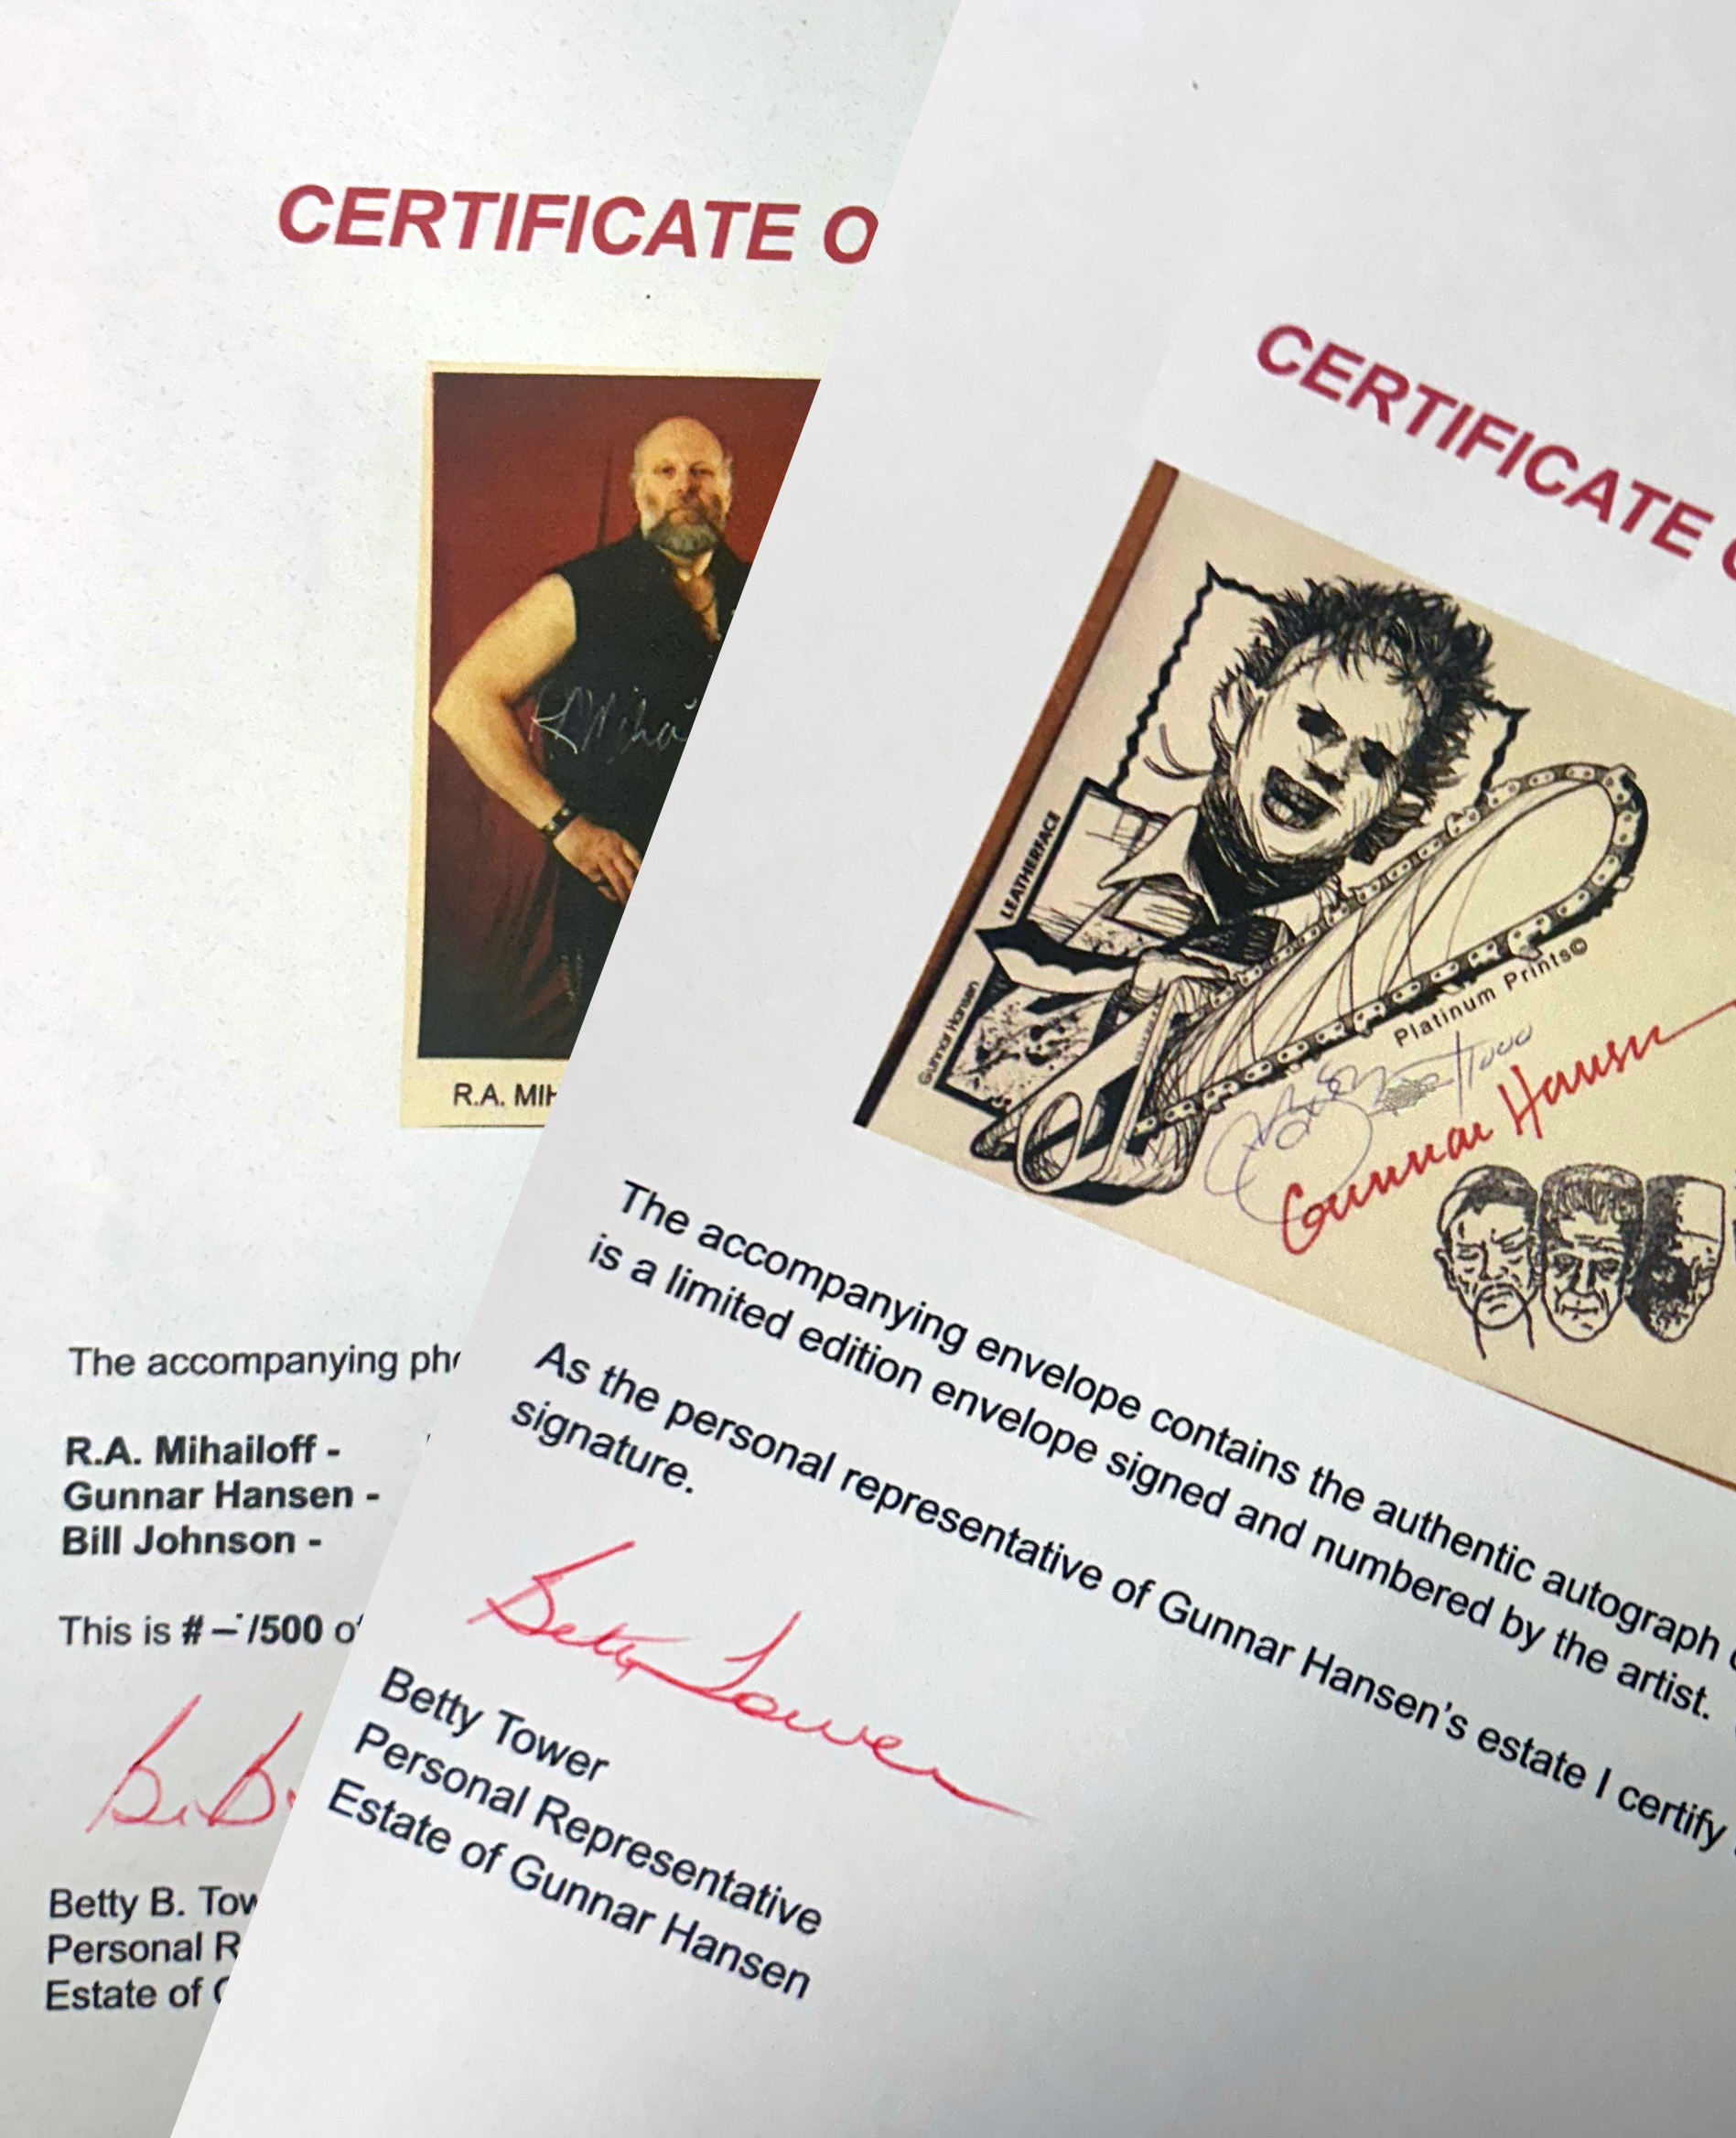 CERTIFICATE O
R.A. MIH
The accompanying pho
R.A. Mihailoff -
Gunnar Hansen -
Bill Johnson -
This is # /500 of
Betty B. Tow
Personal R
Estate of G
CERTIFICATE O
LEATHERFACE
Gunnar Hansen
Platinum Prints©
Gunnar Hansen
The accompanying envelope contains the authentic autograph
is a limited edition envelope signed and numbered by the artist.
As the personal representative of Gunnar Hansen's estate I certify
signature.
Betty Tower
Betty Tower
Personal Representative
Estate of Gunnar Hansen